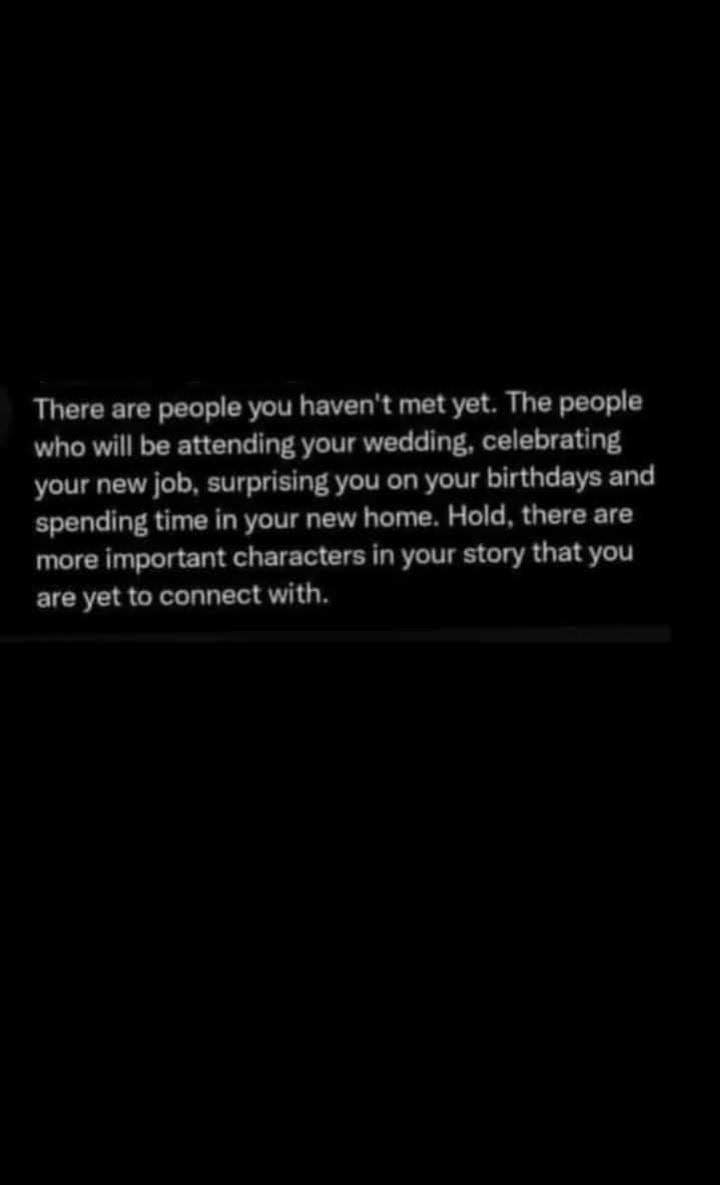 There are people you haven't met yet. The people
who will be attending your wedding, celebrating
your new job, surprising you on your birthdays and
spending time in your new home. Hold, there are
more important characters in your story that you
are yet to connect with.